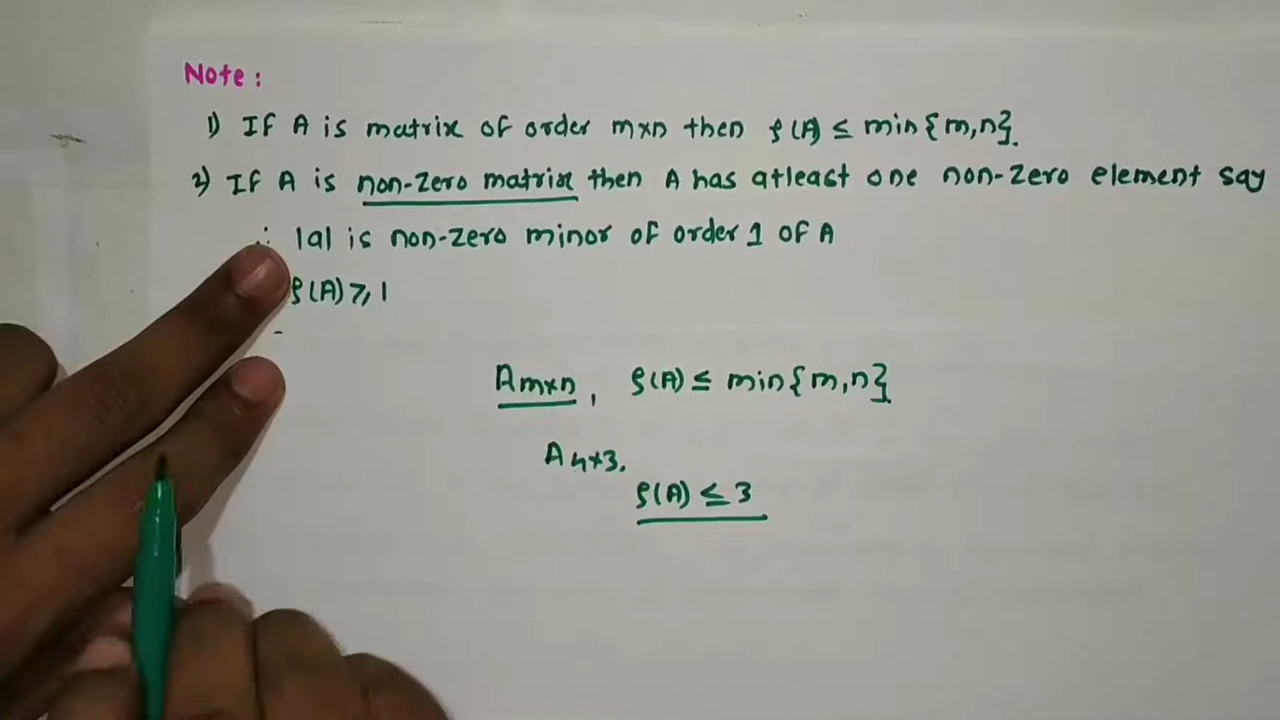 Note:
1) If A is matrix of order m×n then ρ(A) ≤ min{m,n}.
2) If A is non-zero matrix then A has atleast one non-zero element say
∴ |a| is non-zero minor of order 1 of A
ρ(A) ≥ 1
A m×n , ρ(A) ≤ min{m,n}.
A 4×3.
ρ(A) ≤ 3